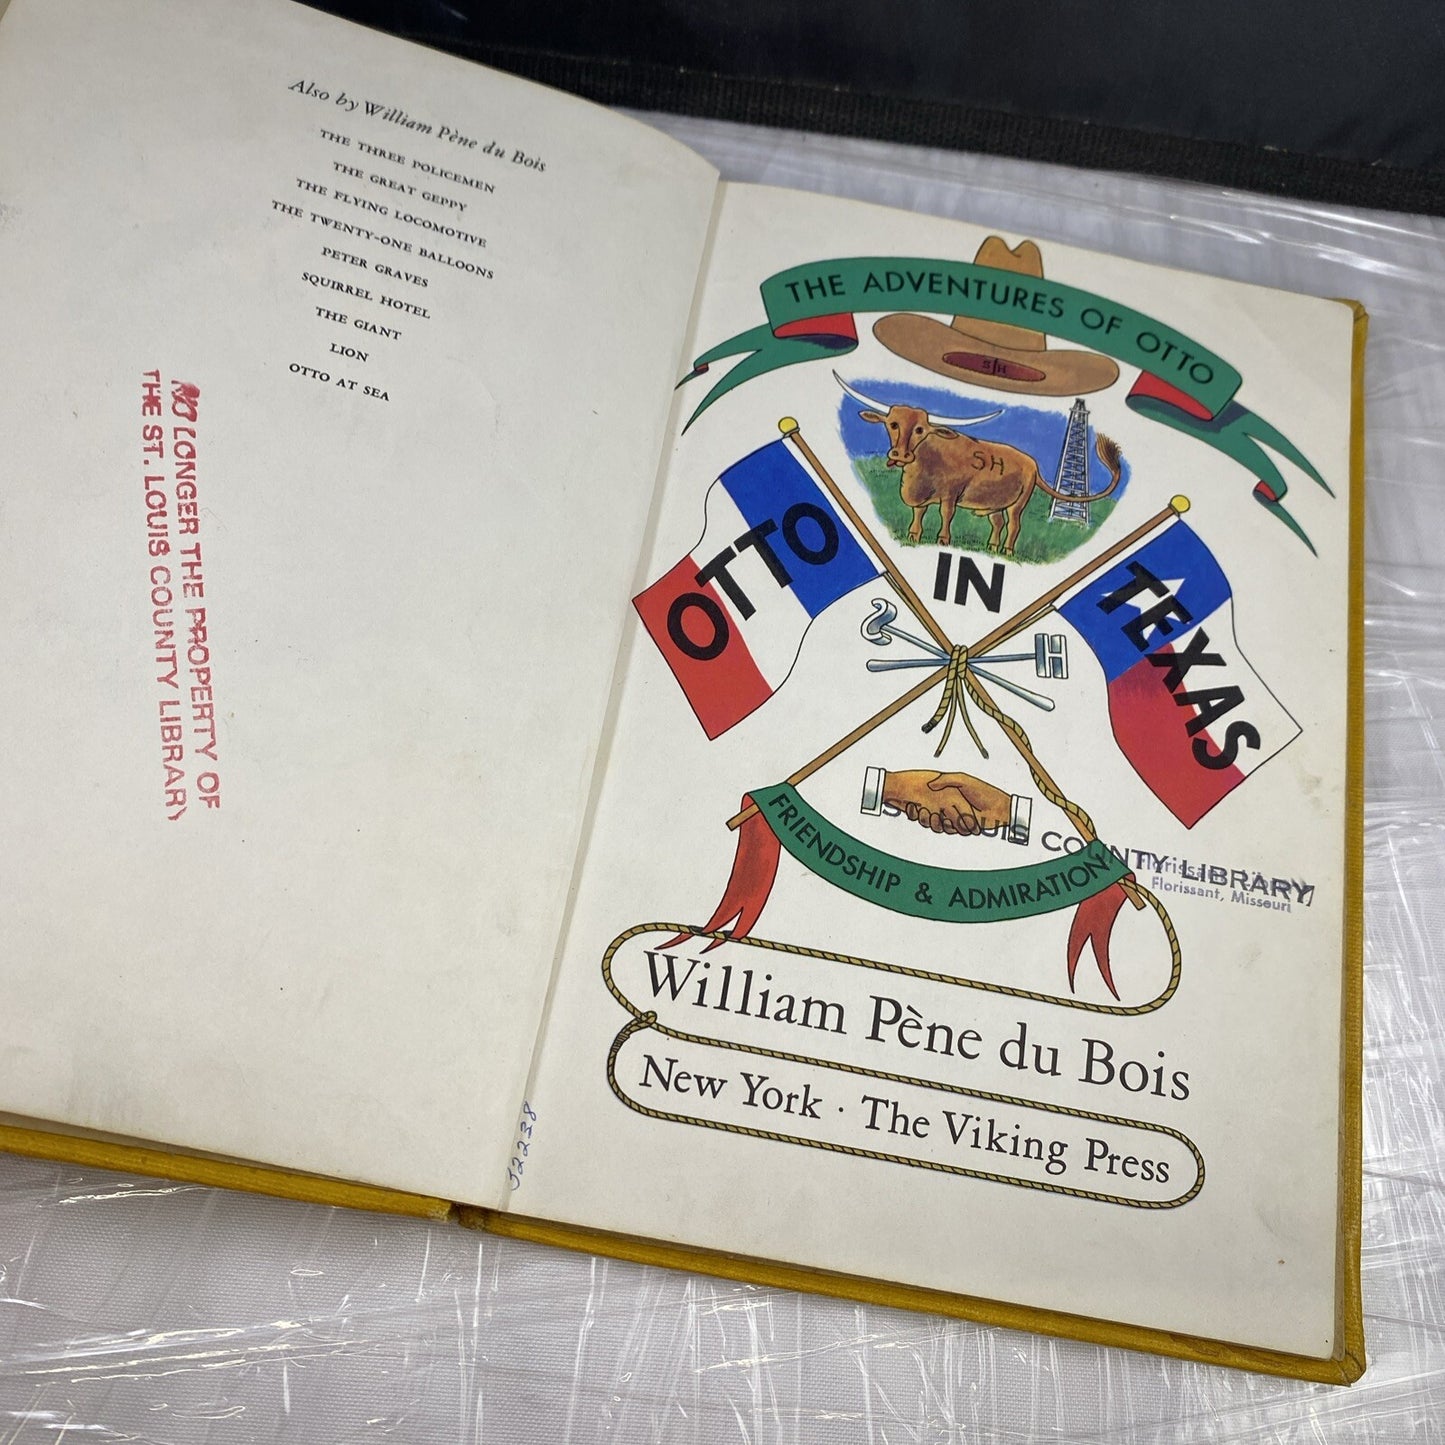 Also by William Pène du Bois
THE THREE POLICEMEN
THE GREAT GEPPY
THE FLYING LOCOMOTIVE
THE TWENTY-ONE BALLOONS
PETER GRAVES
SQUIRREL HOTEL
THE GIANT
LION
OTTO AT SEA
NO LONGER THE PROPERTY OF
THE ST. LOUIS COUNTY LIBRARY
52238
THE ADVENTURES OF OTTO
SH
SH
OTTO
IN
TEXAS
ST. LOUIS COUNTY LIBRARY
Florissant
Florissant, Missouri
FRIENDSHIP & ADMIRATION
William Pène du Bois
New York · The Viking Press